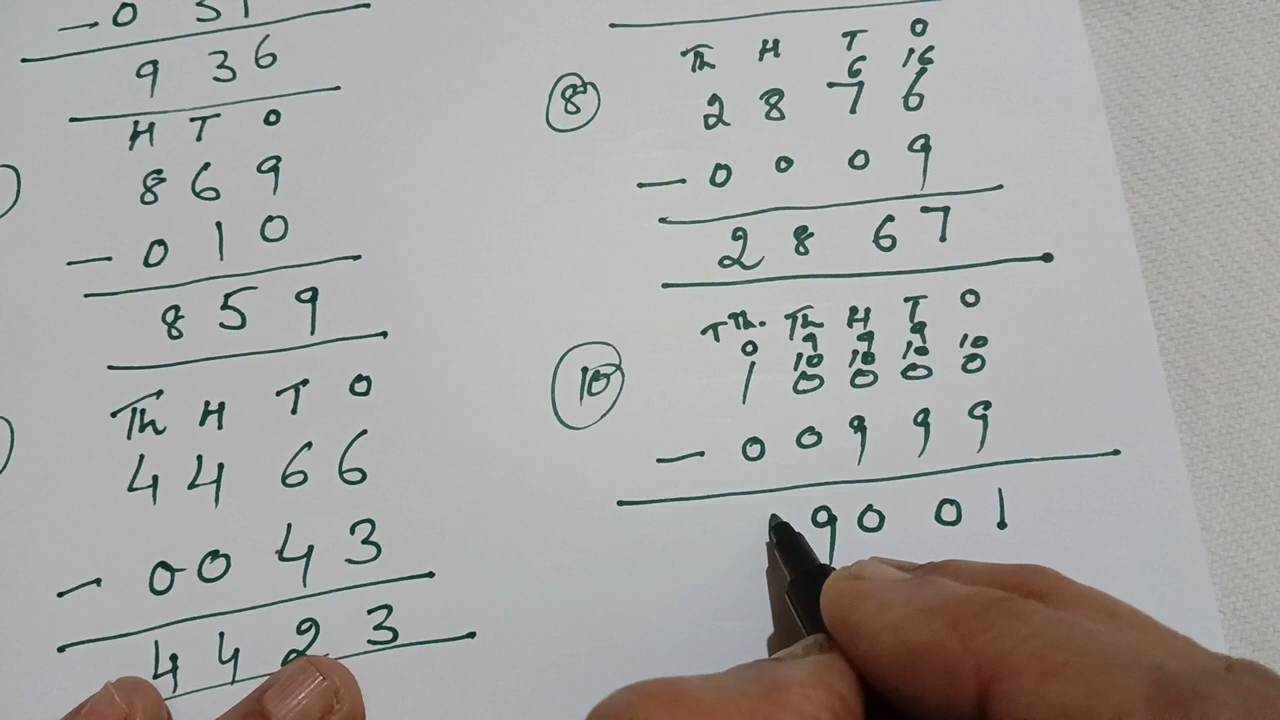 - 0 3 1
9 3 6
H T O
8 6 9
- 0 1 0
8 5 9
Th H T O
4 4 6 6
- 0 0 4 3
4 4 2 3
Th H T O
6 16
8 2 8 7 6
- 0 0 0 9
2 8 6 7
T Th. Th H T O
0 9 9 9 10
10 10 10
10 1 0 0 0 0
- 0 0 9 9 9
9 0 0 1